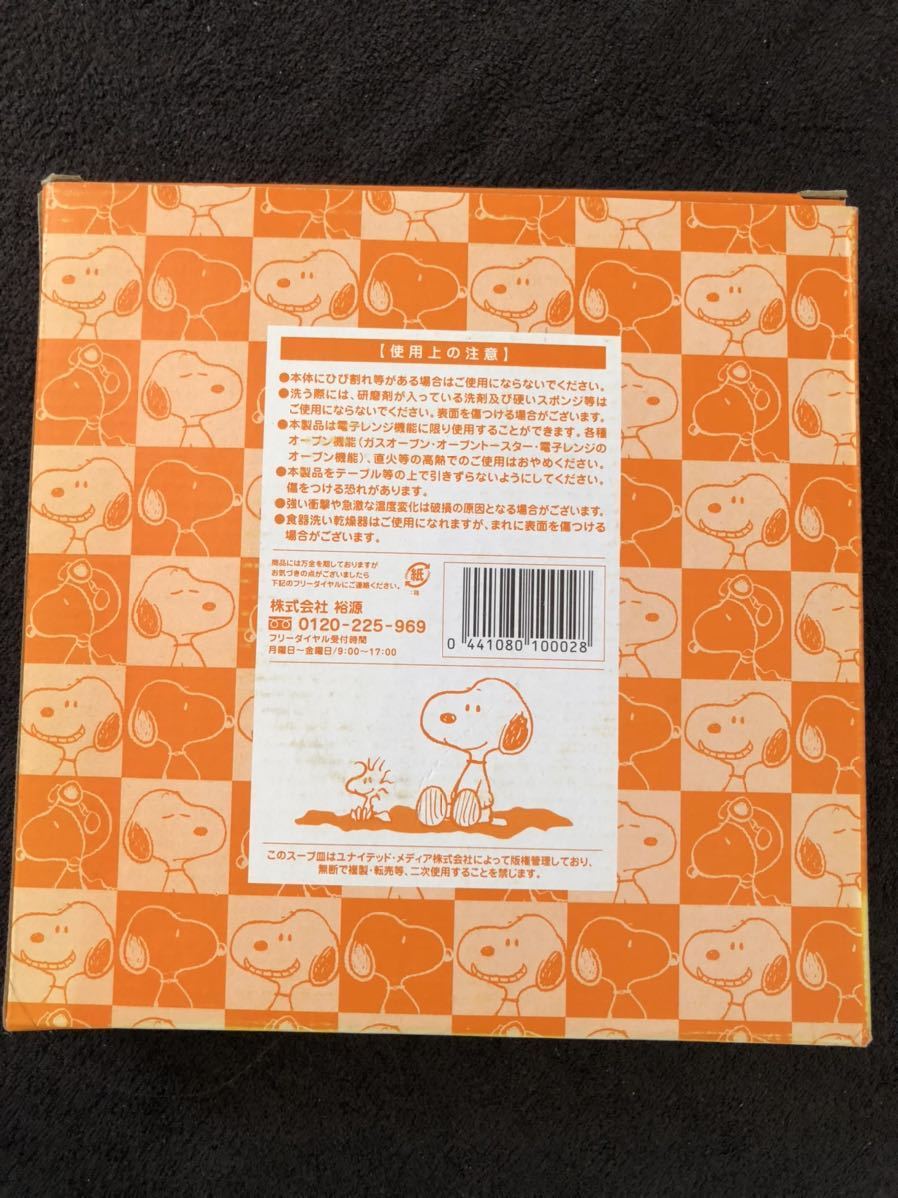 【使用上の注意】
●本体にひび割れ等がある場合はご使用にならないでください。
●洗う際には、研磨剤が入っている洗剤及び硬いスポンジ等は
ご使用にならないでください。表面を傷つける場合がございます。
●本製品は電子レンジ機能に限り使用することができます。各種
オーブン機能(ガスオーブン・オーブントースター・電子レンジの
オーブン機能)、直火等の高熱でのご使用はおやめください。
●本製品をテーブル等の上で引きずらないようにしてください。
傷をつける恐れがあります。
●強い衝撃や急激な温度変化は破損の原因となる場合がございます。
●食器洗い乾燥器はご使用になれますが、まれに表面を傷つける
場合がございます。
商品には万全を期しておりますが
お気づきの点がございましたら
下記のフリーダイヤルにご連絡ください。
紙
:箱
株式会社 裕源
0120-225-969
フリーダイヤル受付時間
月曜日〜金曜日/9:00〜17:00
0 441080 100028
このスープ皿はユナイテッド・メディア株式会社によって版権管理しており、
無断で複製・転売等、二次使用することを禁じます。